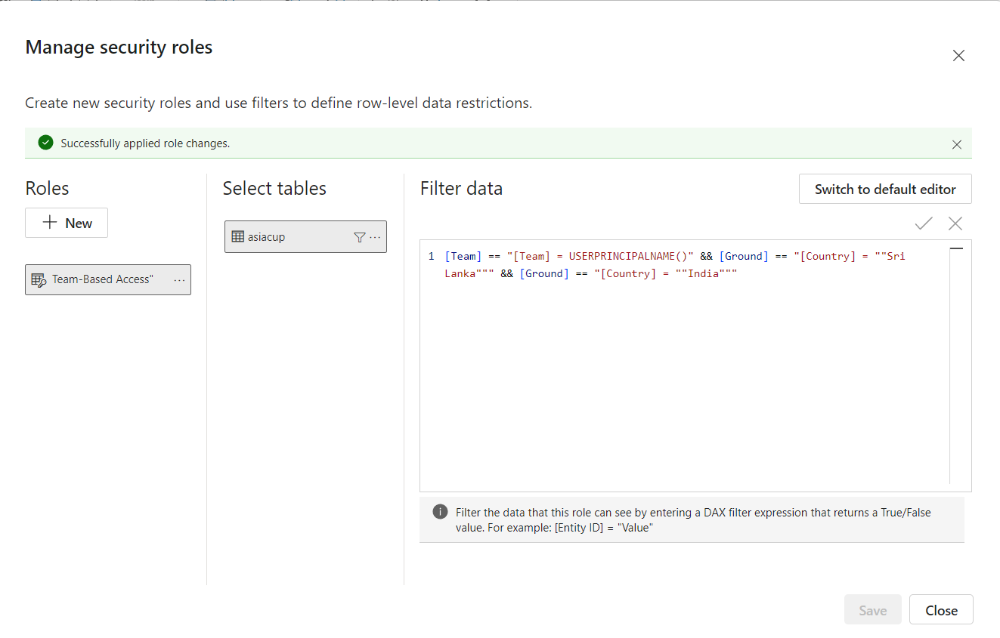 Manage security roles
Create new security roles and use filters to define row-level data restrictions.
Successfully applied role changes.
Roles
New
Team-Based Access"
Select tables
asiacup
Filter data
Switch to default editor
1 [Team] == "[Team] = USERPRINCIPALNAME()" && [Ground] == "[Country] = ""Sri
Lanka""" && [Ground] == "[Country] = ""India"""
Filter the data that this role can see by entering a DAX filter expression that returns a True/False
value. For example: [Entity ID] = "Value"
Save
Close